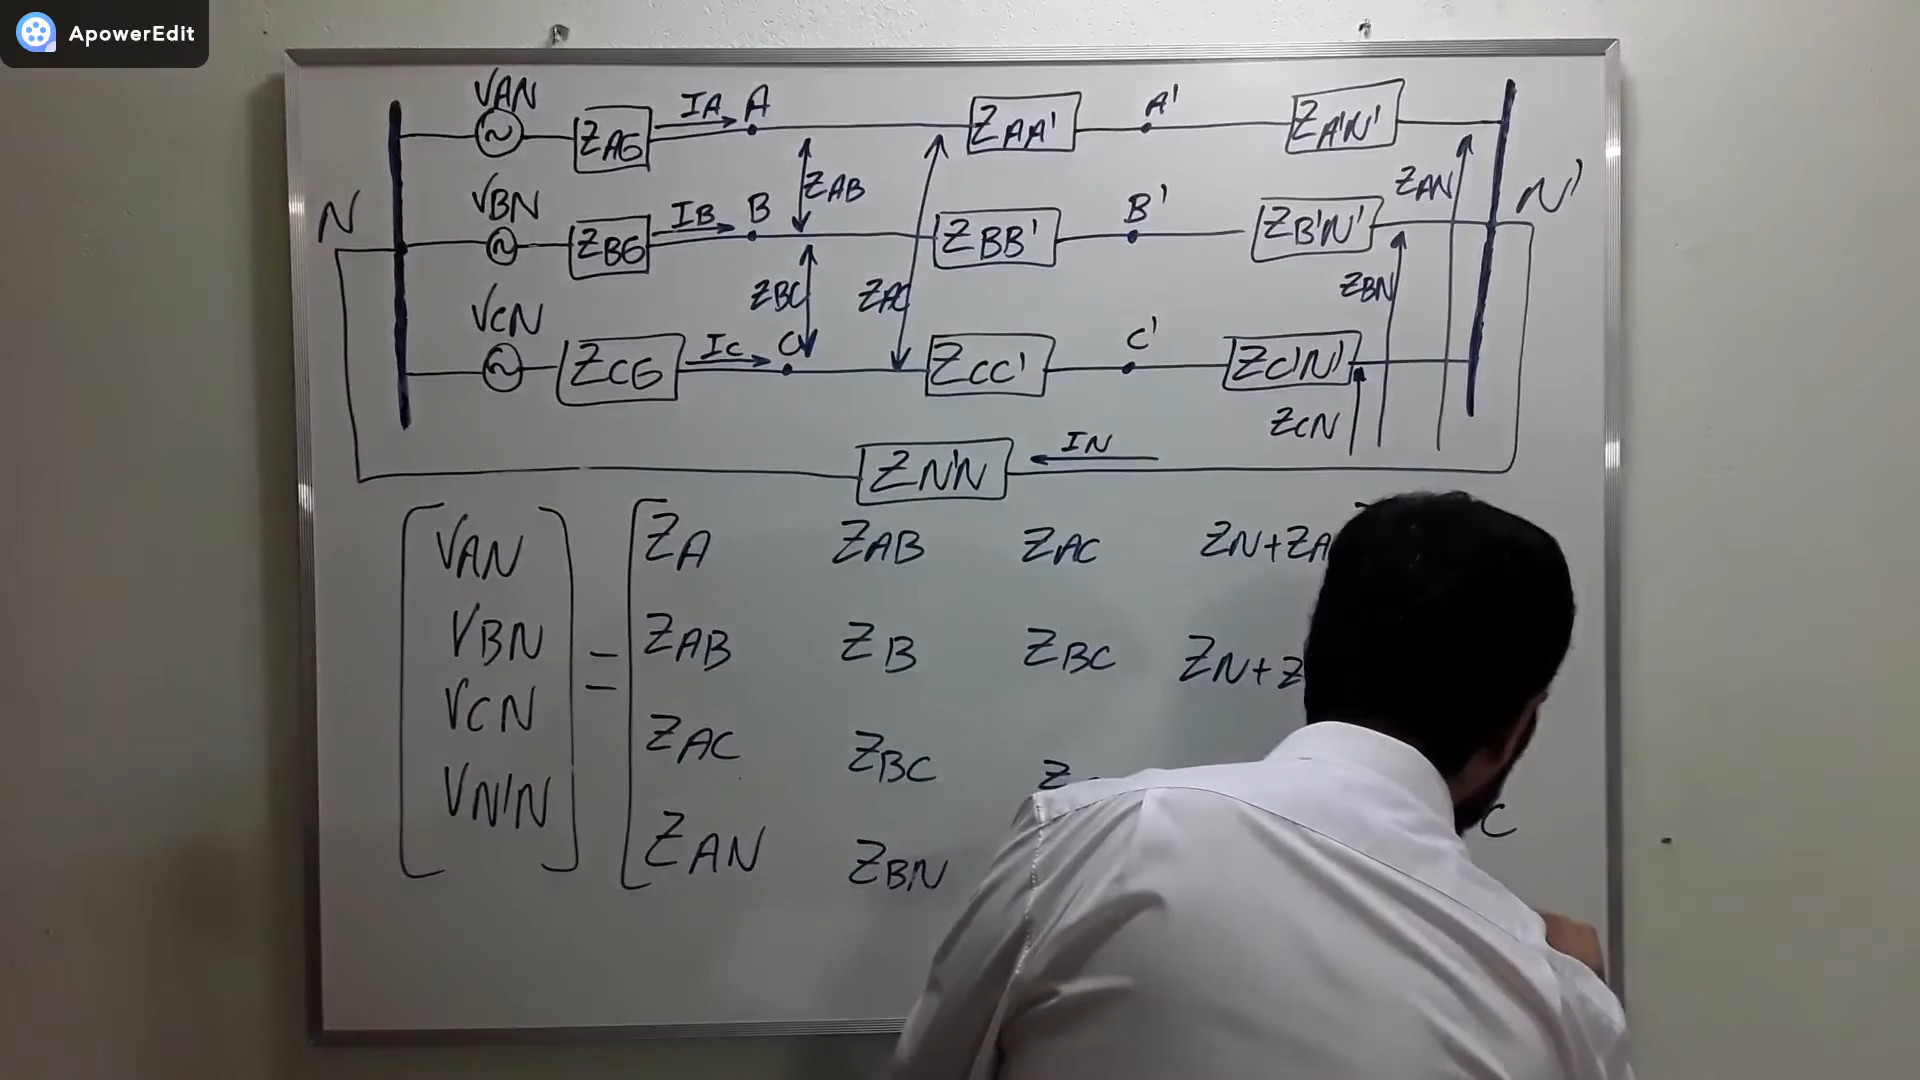 ApowerEdit
VAN ZAG IA A ZAA' A' ZA'N'
ZAB ZAN
N VBN ZBG IB B ZBB' B' ZB'N' N'
ZBC ZAC ZBN
VCN ZCG IC C ZCC' C' ZC'N'
ZCN
ZN'N IN
VAN ZA ZAB ZAC ZN+ZA
VBN = ZAB ZB ZBC ZN+Z
VCN ZAC ZBC
VN'N ZAN ZBN